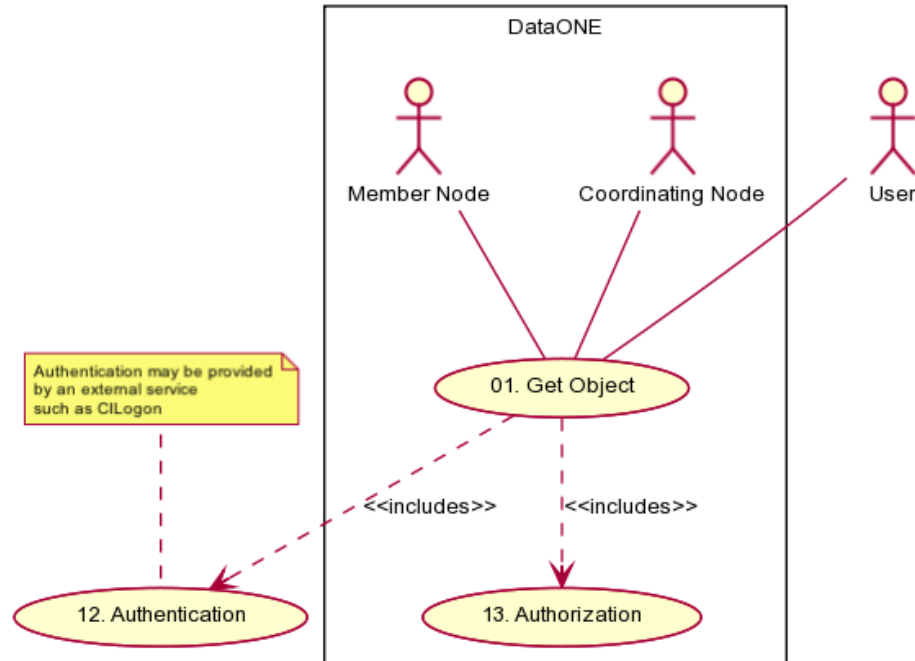 DataONE
Member Node
Coordinating Node
User
Authentication may be provided
by an external service
such as CILogon
01. Get Object
<<includes>>
<<includes>>
12. Authentication
13. Authorization